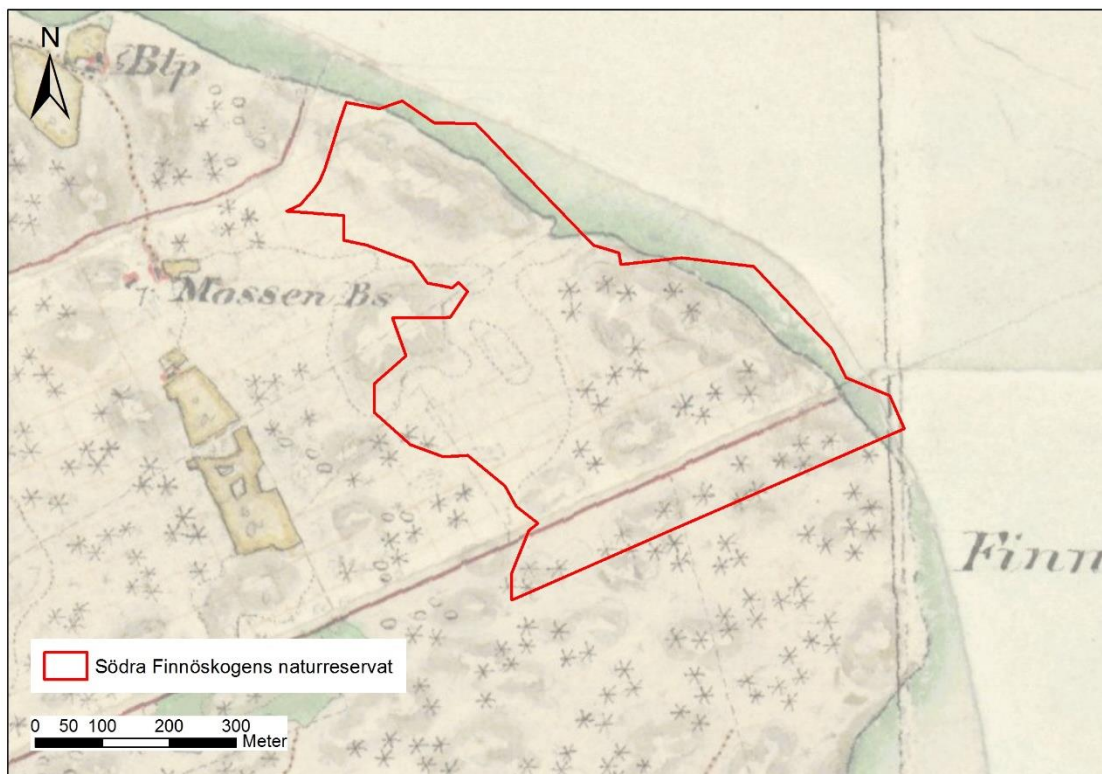 N
Blp
Mossen Bs
Finn
Södra Finnöskogens naturreservat
0 50 100 200 300
Meter